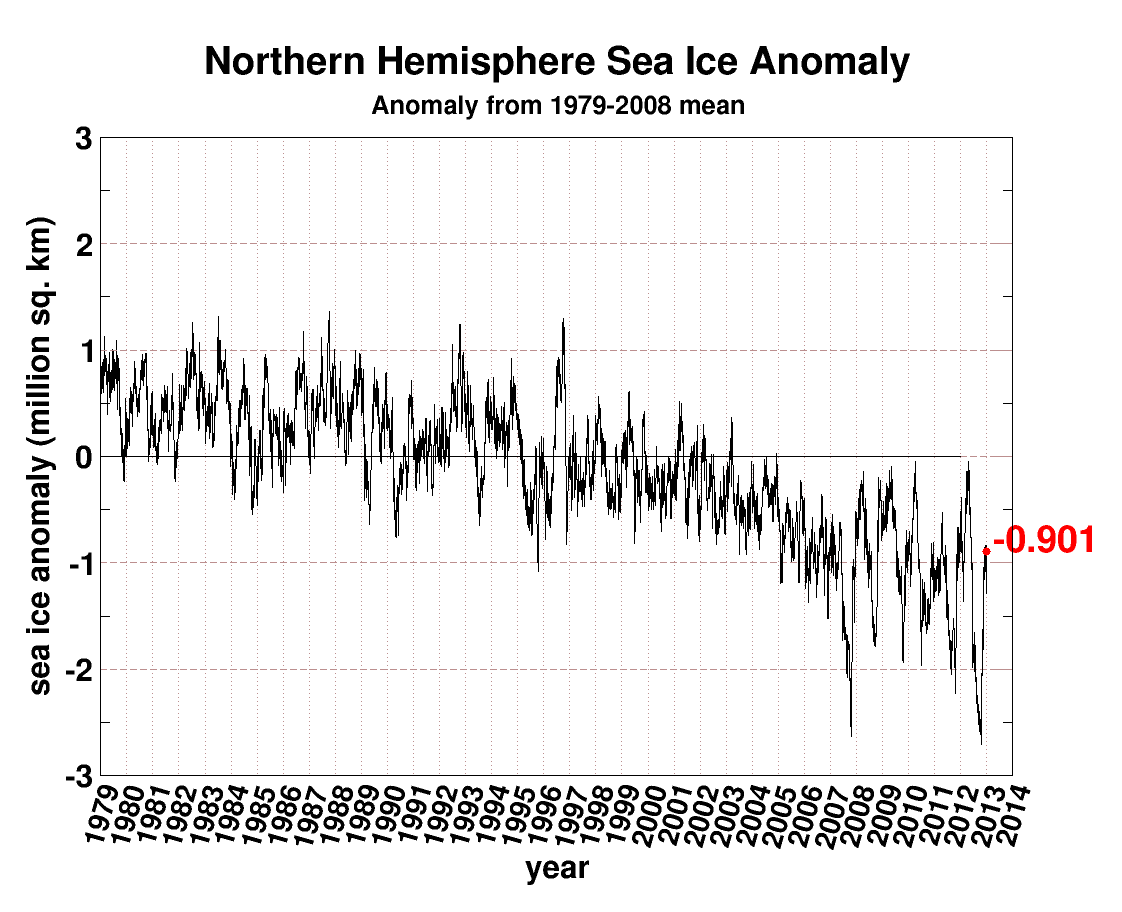 Northern Hemisphere Sea Ice Anomaly
Anomaly from 1979-2008 mean
sea ice anomaly (million sq. km)
3
2
1
0
-1
-2
-3
-0.901
1979 1980 1981 1982 1983 1984 1985 1986 1987 1988 1989 1990 1991 1992 1993 1994 1995 1996 1997 1998 1999 2000 2001 2002 2003 2004 2005 2006 2007 2008 2009 2010 2011 2012 2013 2014
year